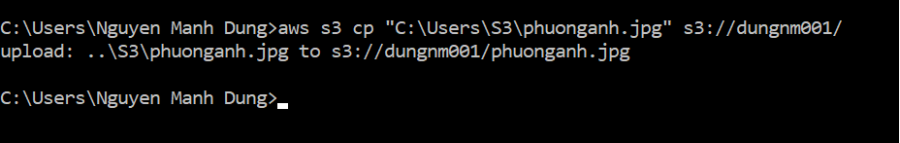 C:\Users\Nguyen Manh Dung>aws s3 cp "C:\Users\S3\phuonganh.jpg" s3://dungnm001/
upload: ..\S3\phuonganh.jpg to s3://dungnm001/phuonganh.jpg
C:\Users\Nguyen Manh Dung>